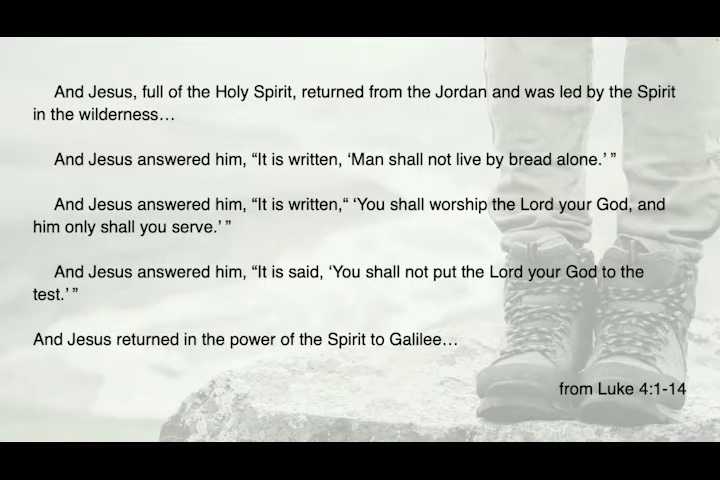 And Jesus, full of the Holy Spirit, returned from the Jordan and was led by the Spirit
in the wilderness…
And Jesus answered him, “It is written, ‘Man shall not live by bread alone.’ ”
And Jesus answered him, “It is written,“ ‘You shall worship the Lord your God, and
him only shall you serve.’ ”
And Jesus answered him, “It is said, ‘You shall not put the Lord your God to the
test.’ ”
And Jesus returned in the power of the Spirit to Galilee…
from Luke 4:1-14